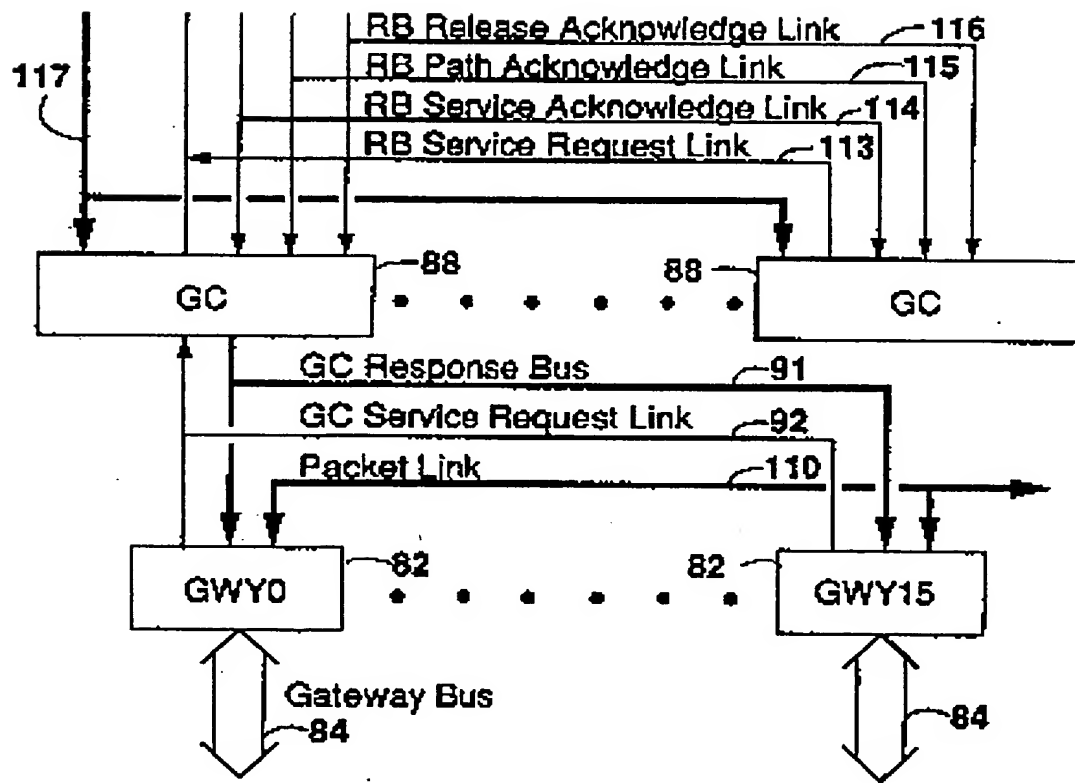 RB Release Acknowledge Link 116
117 RB Path Acknowledge Link 115
RB Service Acknowledge Link 114
RB Service Request Link 113
88 88
GC GC
GC Response Bus 91
GC Service Request Link 92
Packet Link 110
82 82
GWY0 GWY15
Gateway Bus
84 84